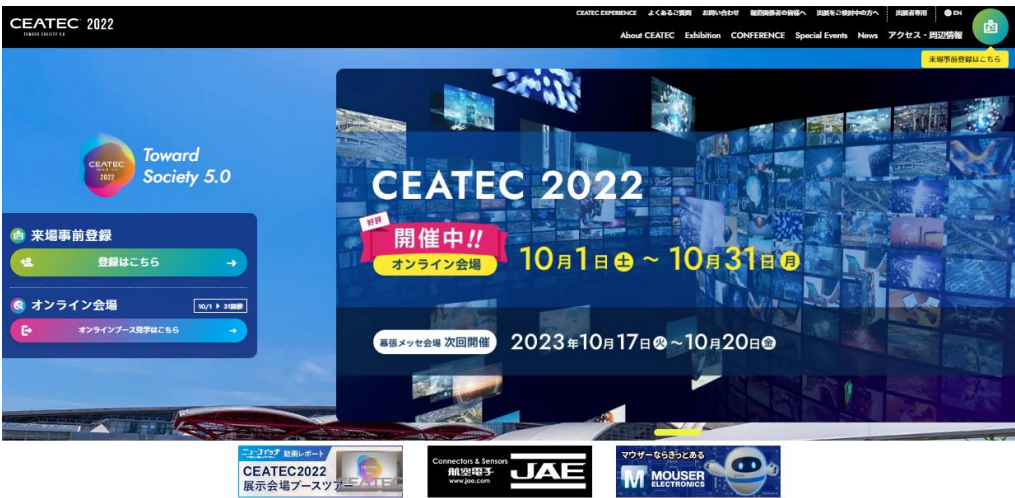 CEATEC 2022
TOWARD SOCIETY 5.0
CEATEC EXPERIENCE よくあるご質問 お問い合わせ 報道関係者の皆様へ 出展をご検討中の方へ 出展者専用 EN
About CEATEC Exhibition CONFERENCE Special Events News アクセス・周辺情報
来場事前登録はこちら
CEATEC
2022
Toward
Society 5.0
来場事前登録
登録はこちら
オンライン会場
10/1 ▶ 31開催
オンラインブース見学はこちら
CEATEC 2022
好評
開催中!!
オンライン会場
10月1日土 ~ 10月31日月
幕張メッセ会場 次回開催
2023年10月17日火~10月20日金
ニュースイッチ 動画レポート
CEATEC2022
展示会場ブースツアー
Connectors & Sensors
航空電子
www.jae.com
JAE
マウザーならきっとある
M MOUSER
ELECTRONICS